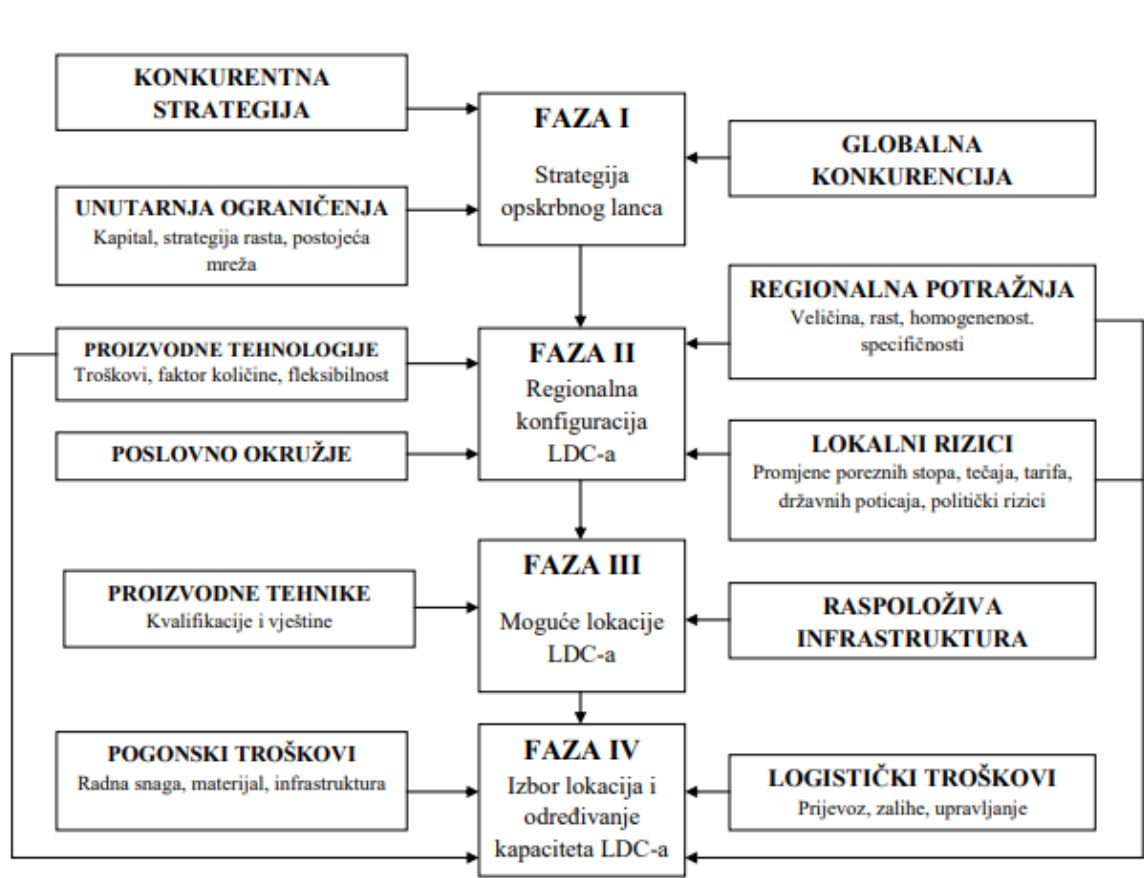 KONKURENTNA
STRATEGIJA
FAZA I
Strategija
opskrbnog lanca
GLOBALNA
KONKURENCIJA
UNUTARNJA OGRANIČENJA
Kapital, strategija rasta, postojeća
mreža
REGIONALNA POTRAŽNJA
Veličina, rast, homogenenost.
specifičnosti
PROIZVODNE TEHNOLOGIJE
Troškovi, faktor količine, fleksibilnost
FAZA II
Regionalna
konfiguracija
LDC-a
POSLOVNO OKRUŽJE
LOKALNI RIZICI
Promjene poreznih stopa, tečaja, tarifa,
državnih poticaja, politički rizici
PROIZVODNE TEHNIKE
Kvalifikacije i vještine
FAZA III
Moguće lokacije
LDC-a
RASPOLOŽIVA
INFRASTRUKTURA
POGONSKI TROŠKOVI
Radna snaga, materijal, infrastruktura
FAZA IV
Izbor lokacija i
određivanje
kapaciteta LDC-a
LOGISTIČKI TROŠKOVI
Prijevoz, zalihe, upravljanje